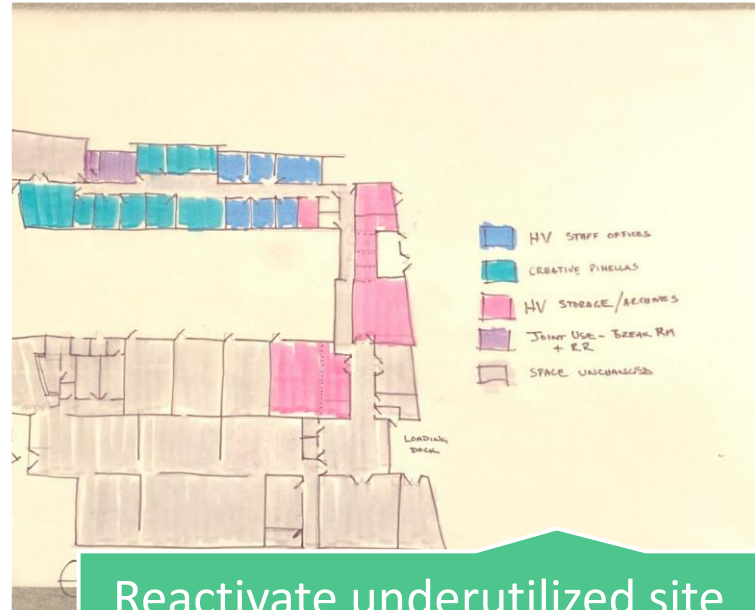 HV STAFF OFFICES
CREATIVE PINELLAS
HV STORAGE/ARCHIVES
JOINT USE - BREAK RM
+ RR
SPACE UNCHANGED
LOADING
DOCK
Reactivate underutilized site